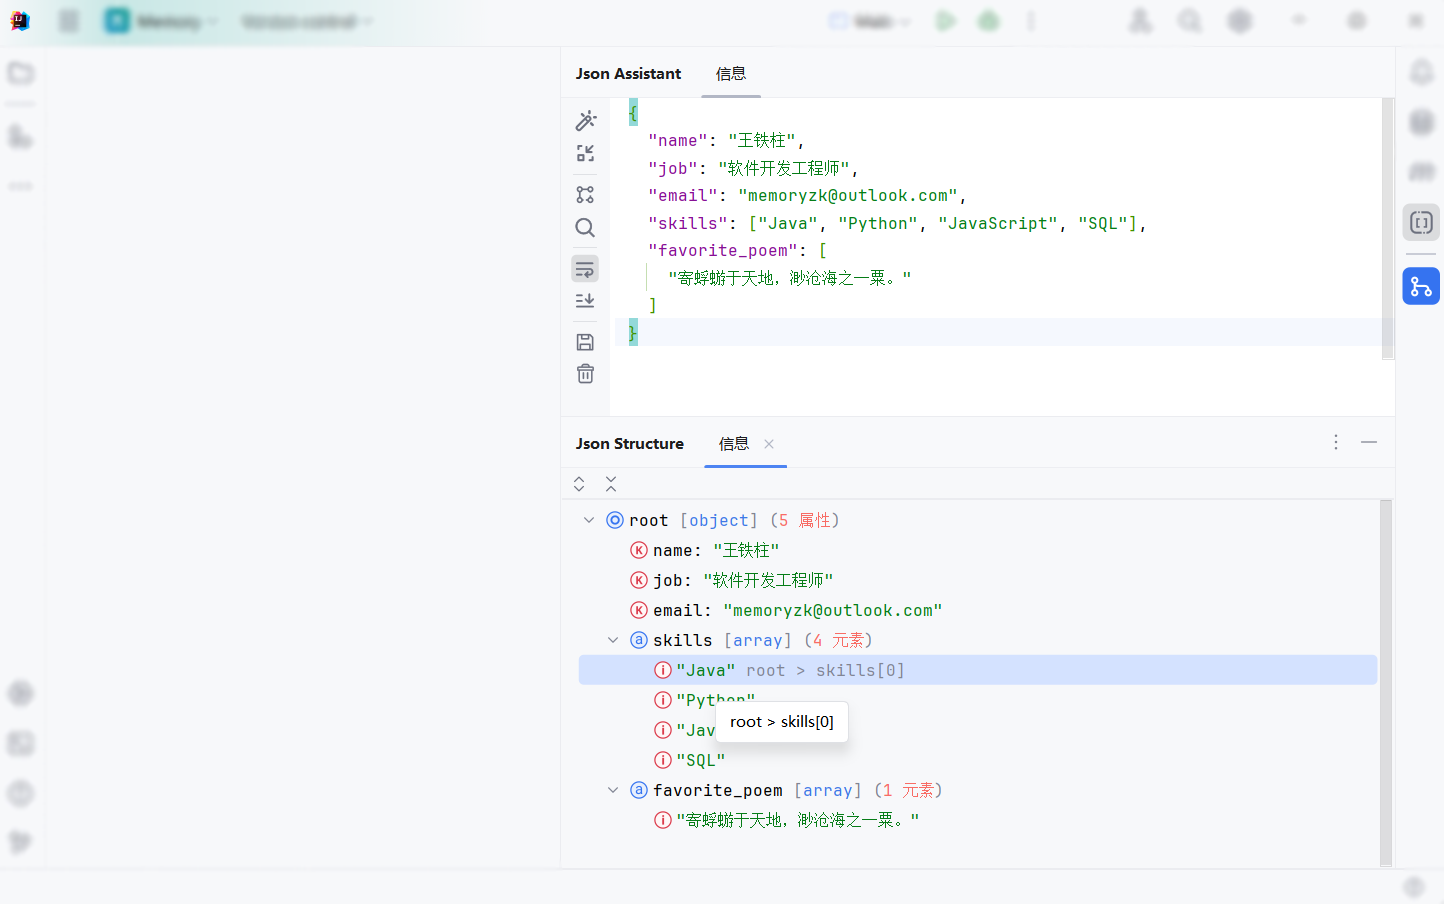 Json Assistant 信息
{
"name": "王铁柱",
"job": "软件开发工程师",
"email": "memoryzk@outlook.com",
"skills": ["Java", "Python", "JavaScript", "SQL"],
"favorite_poem": [
"寄蜉蝣于天地，渺沧海之一粟。"
]
}
Json Structure 信息
root [object] (5 属性)
name: "王铁柱"
job: "软件开发工程师"
email: "memoryzk@outlook.com"
skills [array] (4 元素)
"Java" root > skills[0]
"Python"
root > skills[0]
"Jav
"SQL"
favorite_poem [array] (1 元素)
"寄蜉蝣于天地，渺沧海之一粟。"